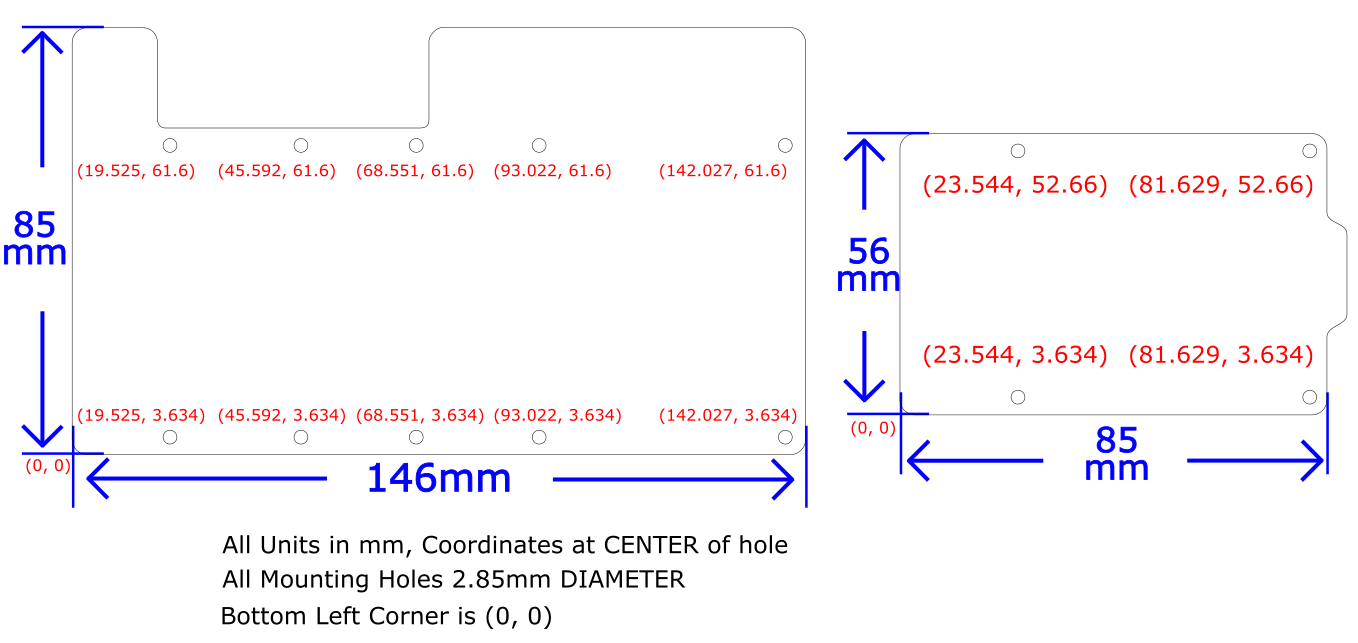 (19.525, 61.6) (45.592, 61.6) (68.551, 61.6) (93.022, 61.6) (142.027, 61.6)
85
mm
(19.525, 3.634) (45.592, 3.634) (68.551, 3.634) (93.022, 3.634) (142.027, 3.634)
(0, 0)
146mm
(23.544, 52.66) (81.629, 52.66)
56
mm
(23.544, 3.634) (81.629, 3.634)
(0, 0)
85
mm
All Units in mm, Coordinates at CENTER of hole
All Mounting Holes 2.85mm DIAMETER
Bottom Left Corner is (0, 0)